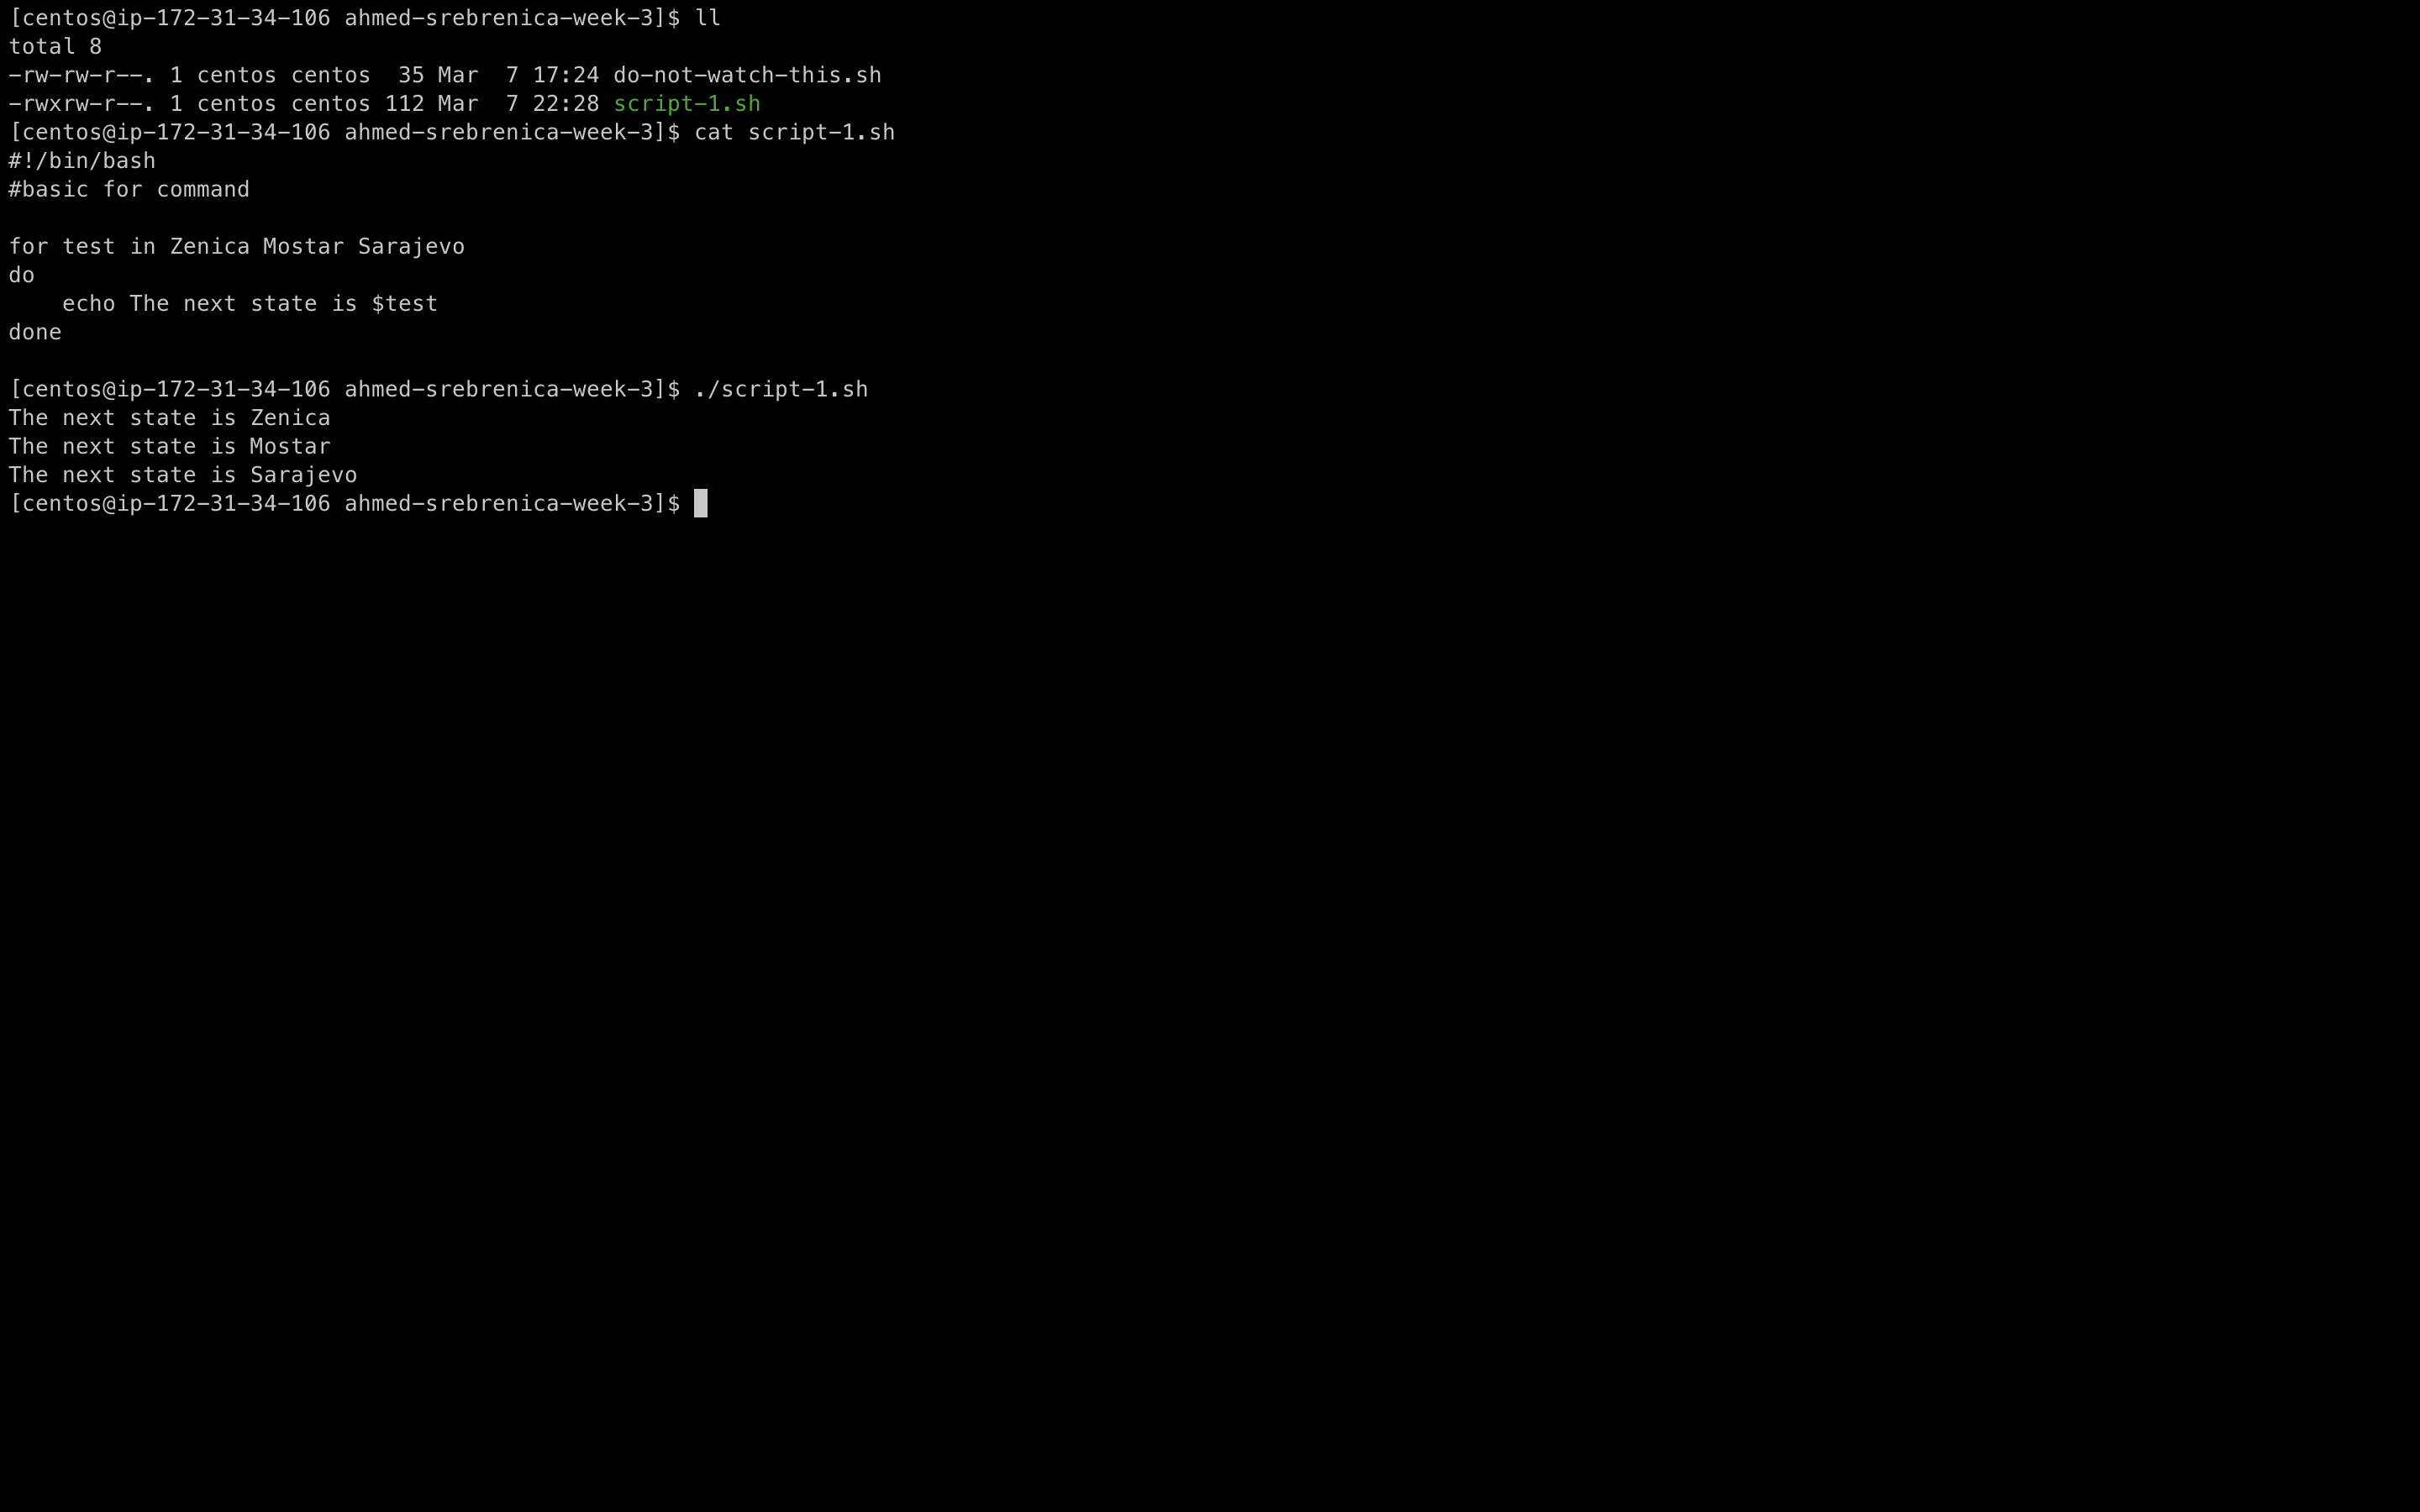 [centos@ip-172-31-34-106 ahmed-srebrenica-week-3]$ ll
total 8
-rw-rw-r--. 1 centos centos  35 Mar  7 17:24 do-not-watch-this.sh
-rwxrw-r--. 1 centos centos 112 Mar  7 22:28 script-1.sh
[centos@ip-172-31-34-106 ahmed-srebrenica-week-3]$ cat script-1.sh
#!/bin/bash
#basic for command

for test in Zenica Mostar Sarajevo
do
    echo The next state is $test
done

[centos@ip-172-31-34-106 ahmed-srebrenica-week-3]$ ./script-1.sh
The next state is Zenica
The next state is Mostar
The next state is Sarajevo
[centos@ip-172-31-34-106 ahmed-srebrenica-week-3]$